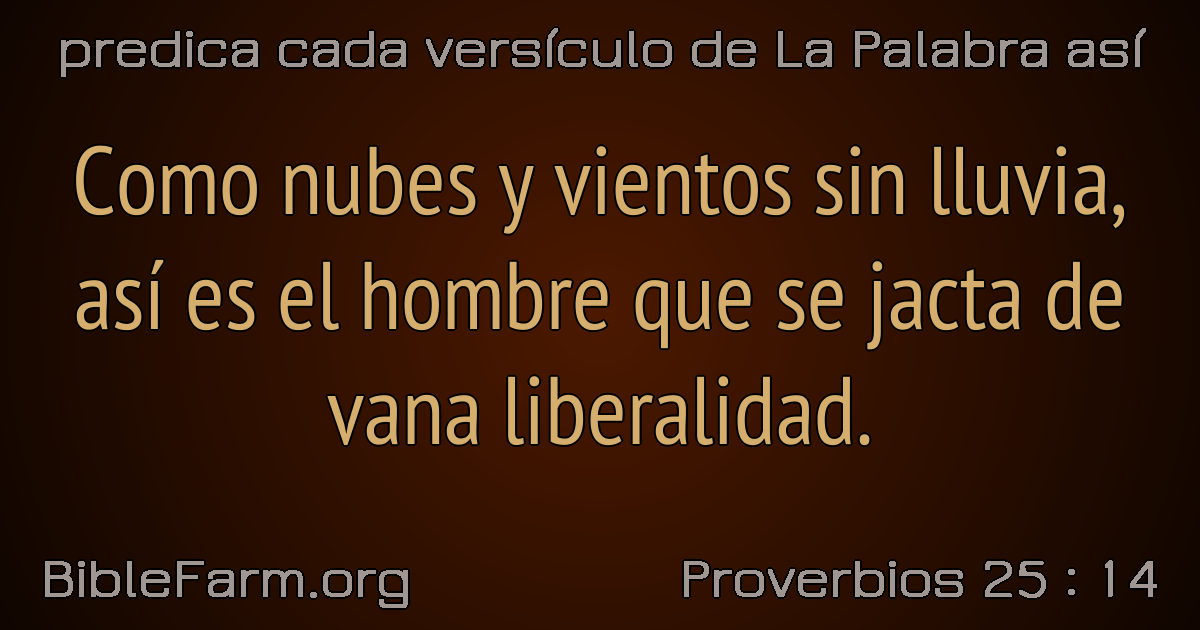 predica cada versículo de La Palabra así
Como nubes y vientos sin lluvia,
así es el hombre que se jacta de
vana liberalidad.
BibleFarm.org
Proverbios 25 : 14